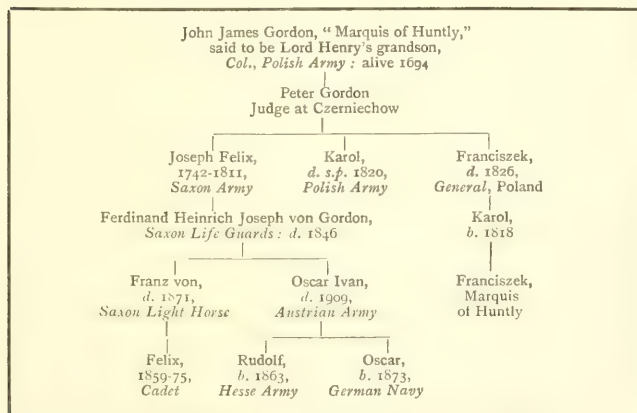 John James Gordon, “ Marquis of Huntly,”
said to be Lord Henry's grandson,
Col., Polish Army : alive 1694
Peter Gordon
Judge at Czerniechow
Joseph Felix,
1742-1811,
Saxon Army
Karol,
d. s.p. 1820,
Polish Army
Franciszek,
d. 1826,
General, Poland
Ferdinand Heinrich Joseph von Gordon,
Saxon Life Guards : d. 1846
Karol,
b. 1818
Franz von,
d. 1871,
Saxon Light Horse
Oscar Ivan,
d. 1909,
Austrian Army
Franciszek,
Marquis
of Huntly
Felix,
1859-75,
Cadet
Rudolf,
b. 1863,
Hesse Army
Oscar,
b. 1873,
German Navy